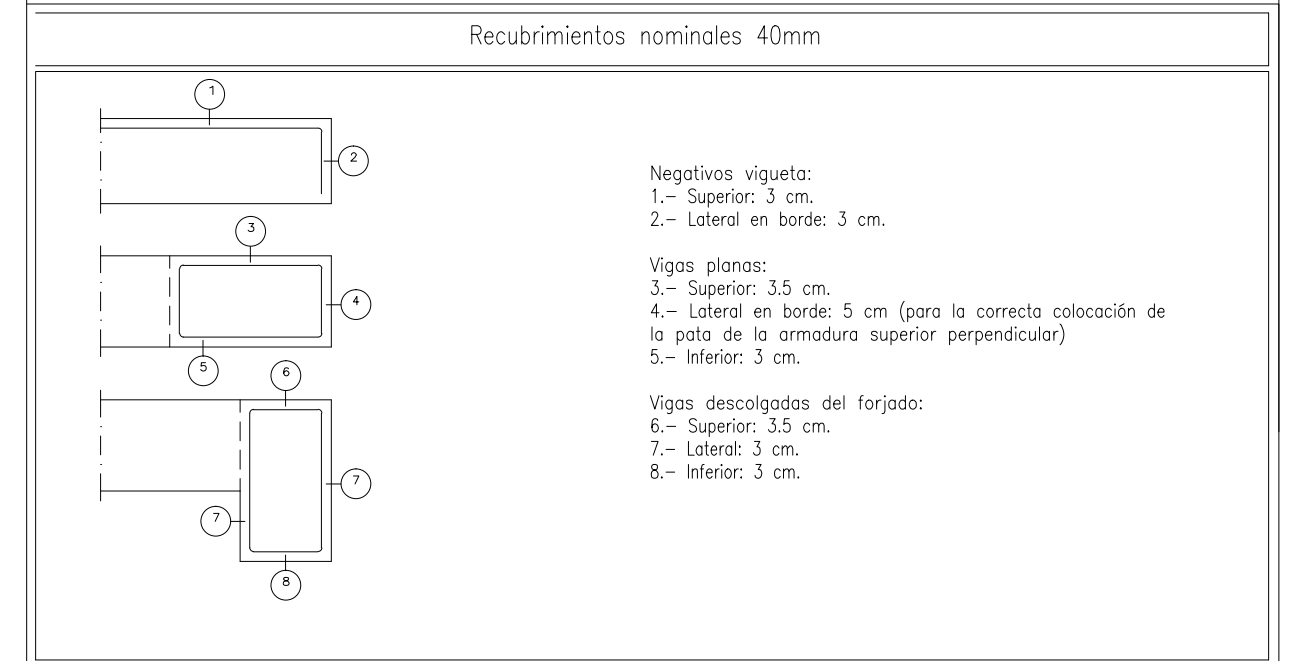 Recubrimientos nominales 40mm
1
2
3
4
5
6
7
7
8
Negativos vigueta:
1.– Superior: 3 cm.
2.– Lateral en borde: 3 cm.
Vigas planas:
3.– Superior: 3.5 cm.
4.– Lateral en borde: 5 cm (para la correcta colocación de
la pata de la armadura superior perpendicular)
5.– Inferior: 3 cm.
Vigas descolgadas del forjado:
6.– Superior: 3.5 cm.
7.– Lateral: 3 cm.
8.– Inferior: 3 cm.